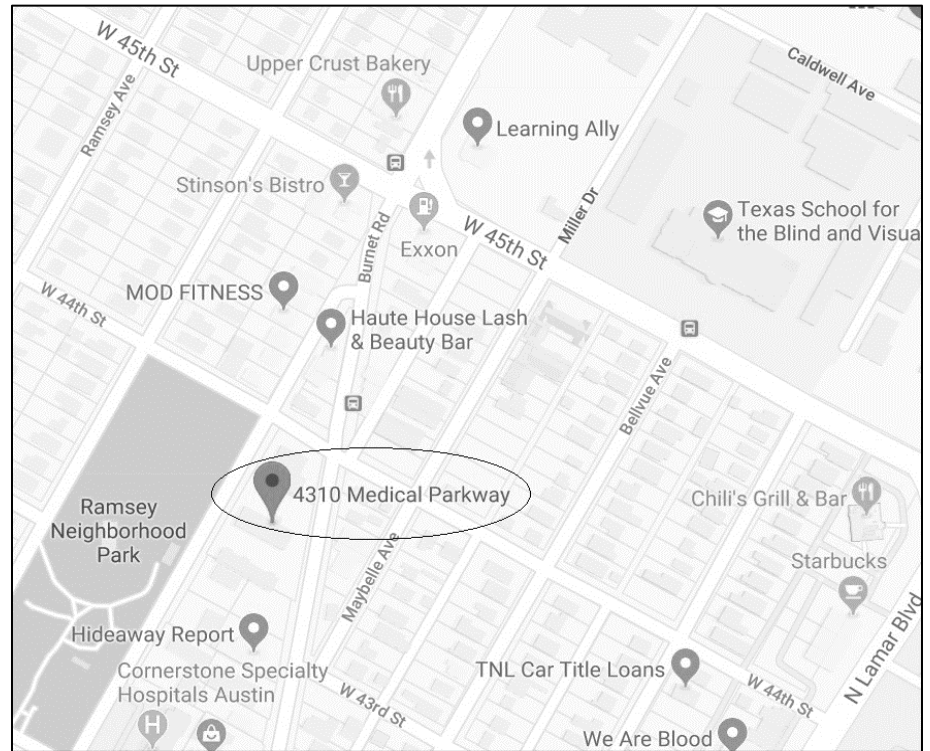 W 45th St
Caldwell Ave
Upper Crust Bakery
Ramsey Ave
Learning Ally
Stinson's Bistro
Miller Dr
Texas School for
the Blind and Visua
Burnet Rd
Exxon
W 45th St
MOD FITNESS
W 44th St
Haute House Lash
& Beauty Bar
Bellvue Ave
4310 Medical Parkway
Chili's Grill & Bar
Ramsey
Neighborhood
Park
Maybelle Ave
Starbucks
Hideaway Report
N Lamar Blvd
Cornerstone Specialty
Hospitals Austin
H
TNL Car Title Loans
W 43rd St
W 44th St
We Are Blood